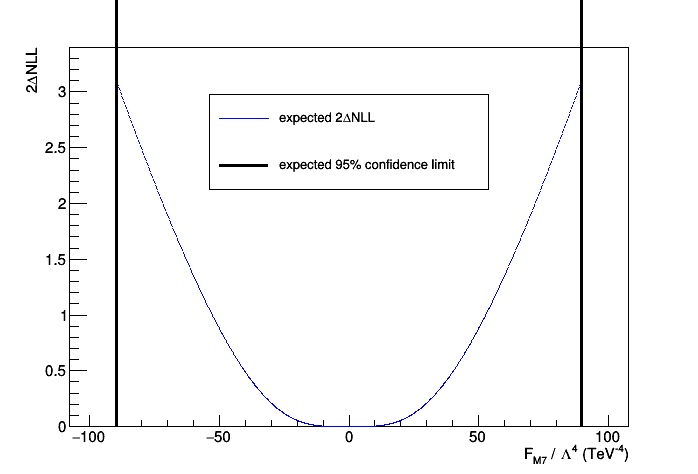 2ΔNLL
3
2.5
2
1.5
1
0.5
0
expected 2ΔNLL
expected 95% confidence limit
−100 −50 0 50 100
F_M7 / Λ^4 (TeV^-4)